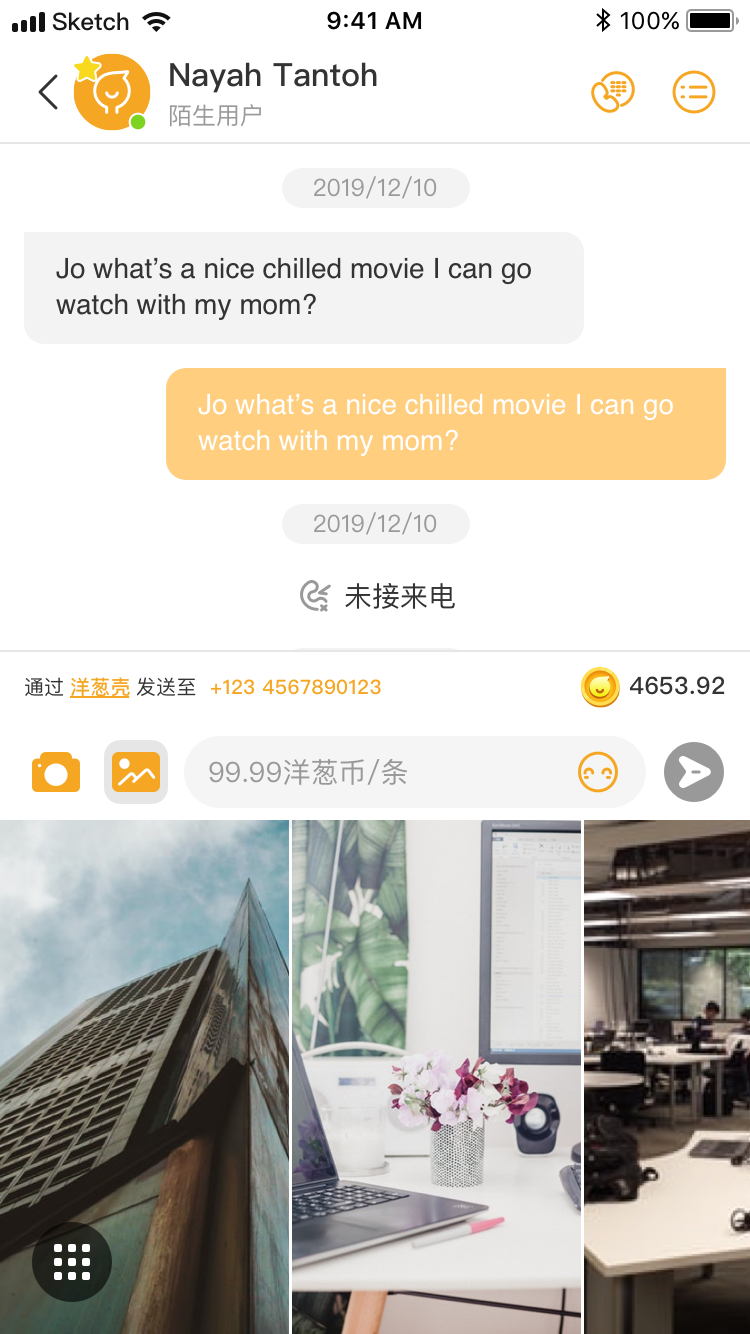 Sketch 9:41 AM 100%
Nayah Tantoh
陌生用户
2019/12/10
Jo what’s a nice chilled movie I can go
watch with my mom?
Jo what’s a nice chilled movie I can go
watch with my mom?
2019/12/10
未接来电
通过 洋葱壳 发送至 +123 4567890123 4653.92
99.99洋葱币/条